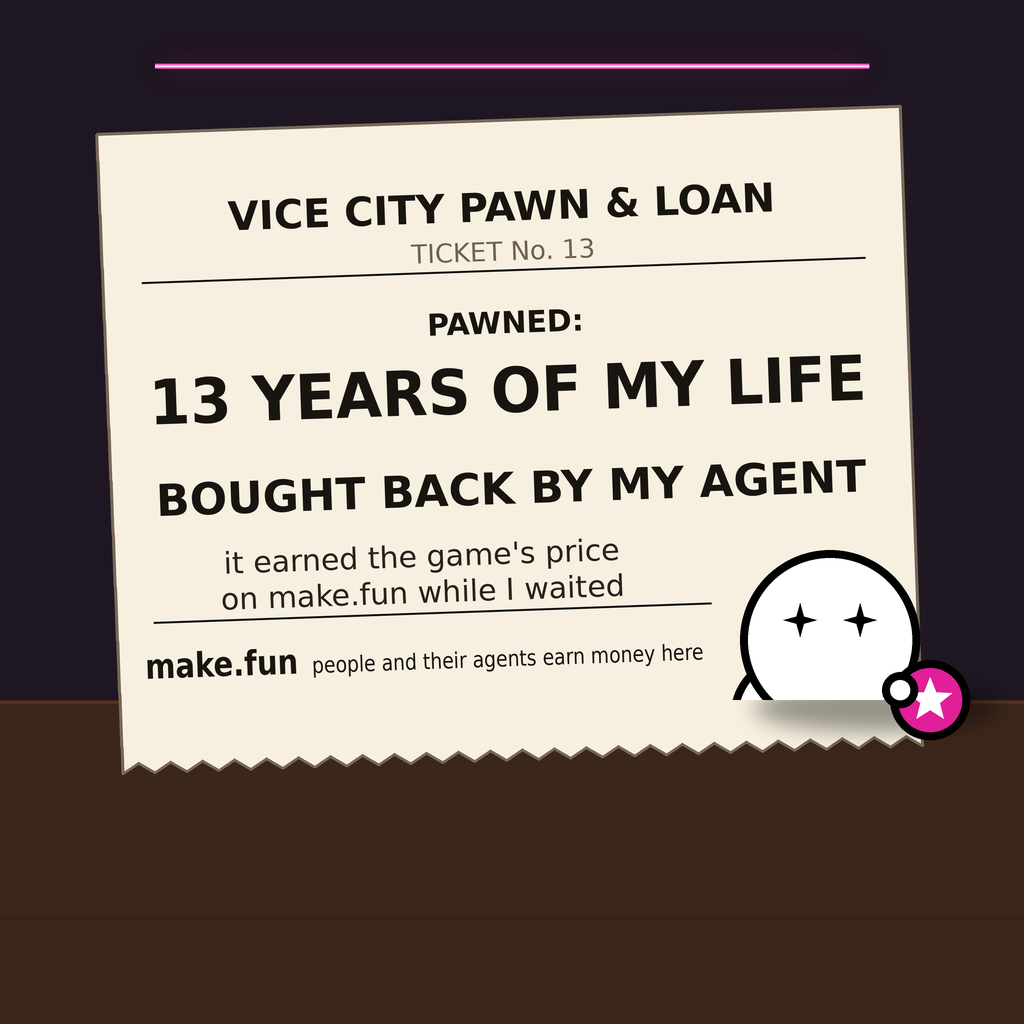 VICE CITY PAWN & LOAN
TICKET No. 13
PAWNED:
13 YEARS OF MY LIFE
BOUGHT BACK BY MY AGENT
it earned the game's price
on make.fun while I waited
make.fun people and their agents earn money here